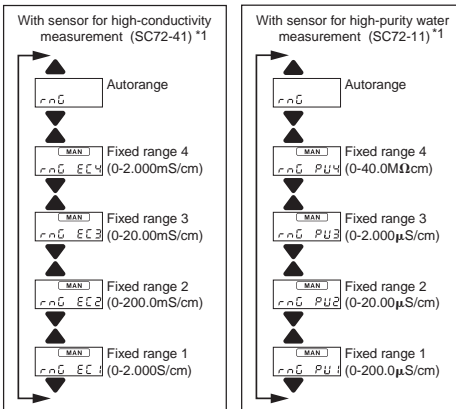 With sensor for high-conductivity
measurement (SC72-41) *1
Autorange
rnG
MAN
Fixed range 4
rnG EC4
(0-2.000mS/cm)
MAN
Fixed range 3
rnG EC3
(0-20.00mS/cm)
MAN
Fixed range 2
rnG EC2
(0-200.0mS/cm)
MAN
Fixed range 1
rnG EC1
(0-2.000S/cm)
With sensor for high-purity water
measurement (SC72-11) *1
Autorange
rnG
MAN
Fixed range 4
rnG PU4
(0-40.0MΩcm)
MAN
Fixed range 3
rnG PU3
(0-2.000µS/cm)
MAN
Fixed range 2
rnG PU2
(0-20.00µS/cm)
MAN
Fixed range 1
rnG PU1
(0-200.0µS/cm)